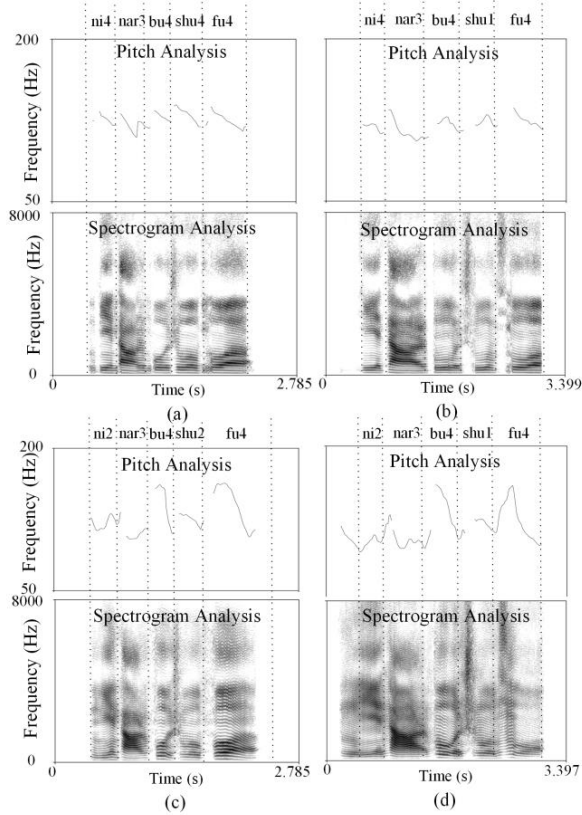 ni4 nar3 bu4 shu4 fu4
200
Pitch Analysis
Frequency (Hz)
50
8000
Spectrogram Analysis
Frequency (Hz)
0
0
Time (s)
2.785
(a)
ni4 nar3 bu4 shu1 fu4
Pitch Analysis
Spectrogram Analysis
0
Time (s)
3.399
(b)
ni2 nar3 bu4 shu2 fu4
200
Pitch Analysis
Frequency (Hz)
50
8000
Spectrogram Analysis
Frequency (Hz)
0
0
Time (s)
2.785
(c)
ni2 nar3 bu4 shu1 fu4
Pitch Analysis
Spectrogram Analysis
0
Time (s)
3.397
(d)